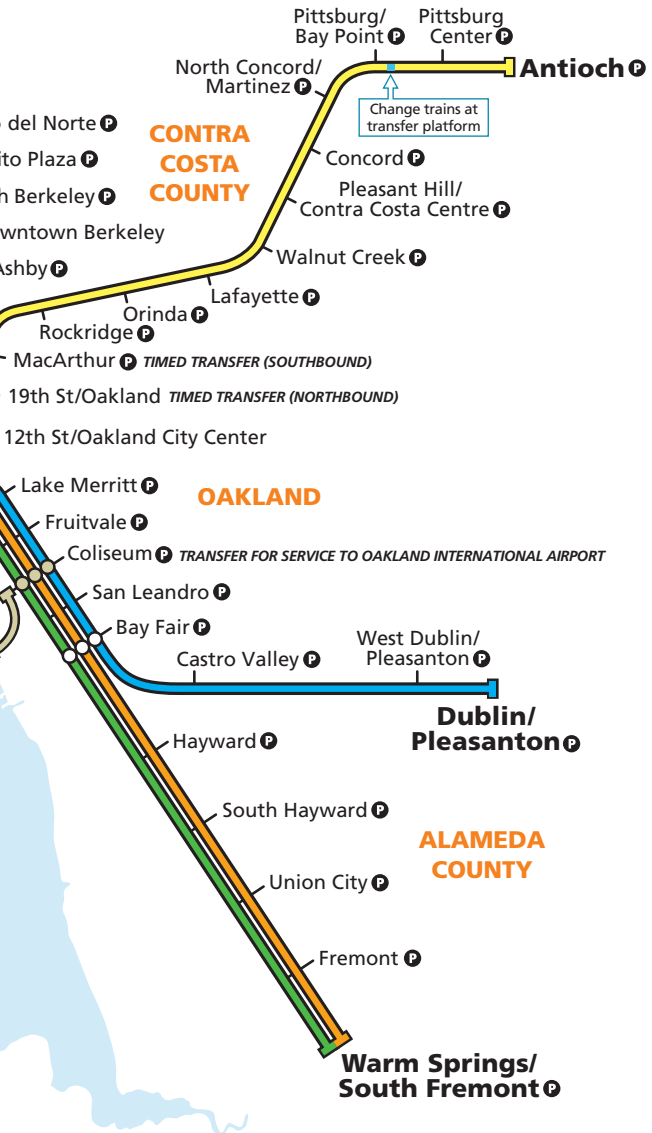 Pittsburg/
Bay Point P
Pittsburg
Center P
Antioch P
North Concord/
Martinez P
Change trains at
transfer platform
del Norte P
CONTRA
COSTA
COUNTY
Plaza P
Concord P
Berkeley P
Pleasant Hill/
Contra Costa Centre P
Berkeley
Walnut Creek P
Ashby P
Lafayette P
Orinda P
Rockridge P
MacArthur P TIMED TRANSFER (SOUTHBOUND)
19th St/Oakland TIMED TRANSFER (NORTHBOUND)
12th St/Oakland City Center
Lake Merritt P
OAKLAND
Fruitvale P
Coliseum P TRANSFER FOR SERVICE TO OAKLAND INTERNATIONAL AIRPORT
San Leandro P
Bay Fair P
Castro Valley P
West Dublin/
Pleasanton P
Dublin/
Pleasanton P
Hayward P
South Hayward P
ALAMEDA
COUNTY
Union City P
Fremont P
Warm Springs/
South Fremont P